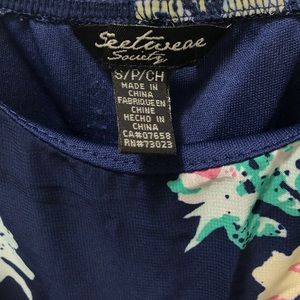 Seetwear
Society
S/P/CH
MADE IN
CHINA
FABRIQUE EN
CHINE
HECHO EN
CHINA
CA#07658
RN#73023